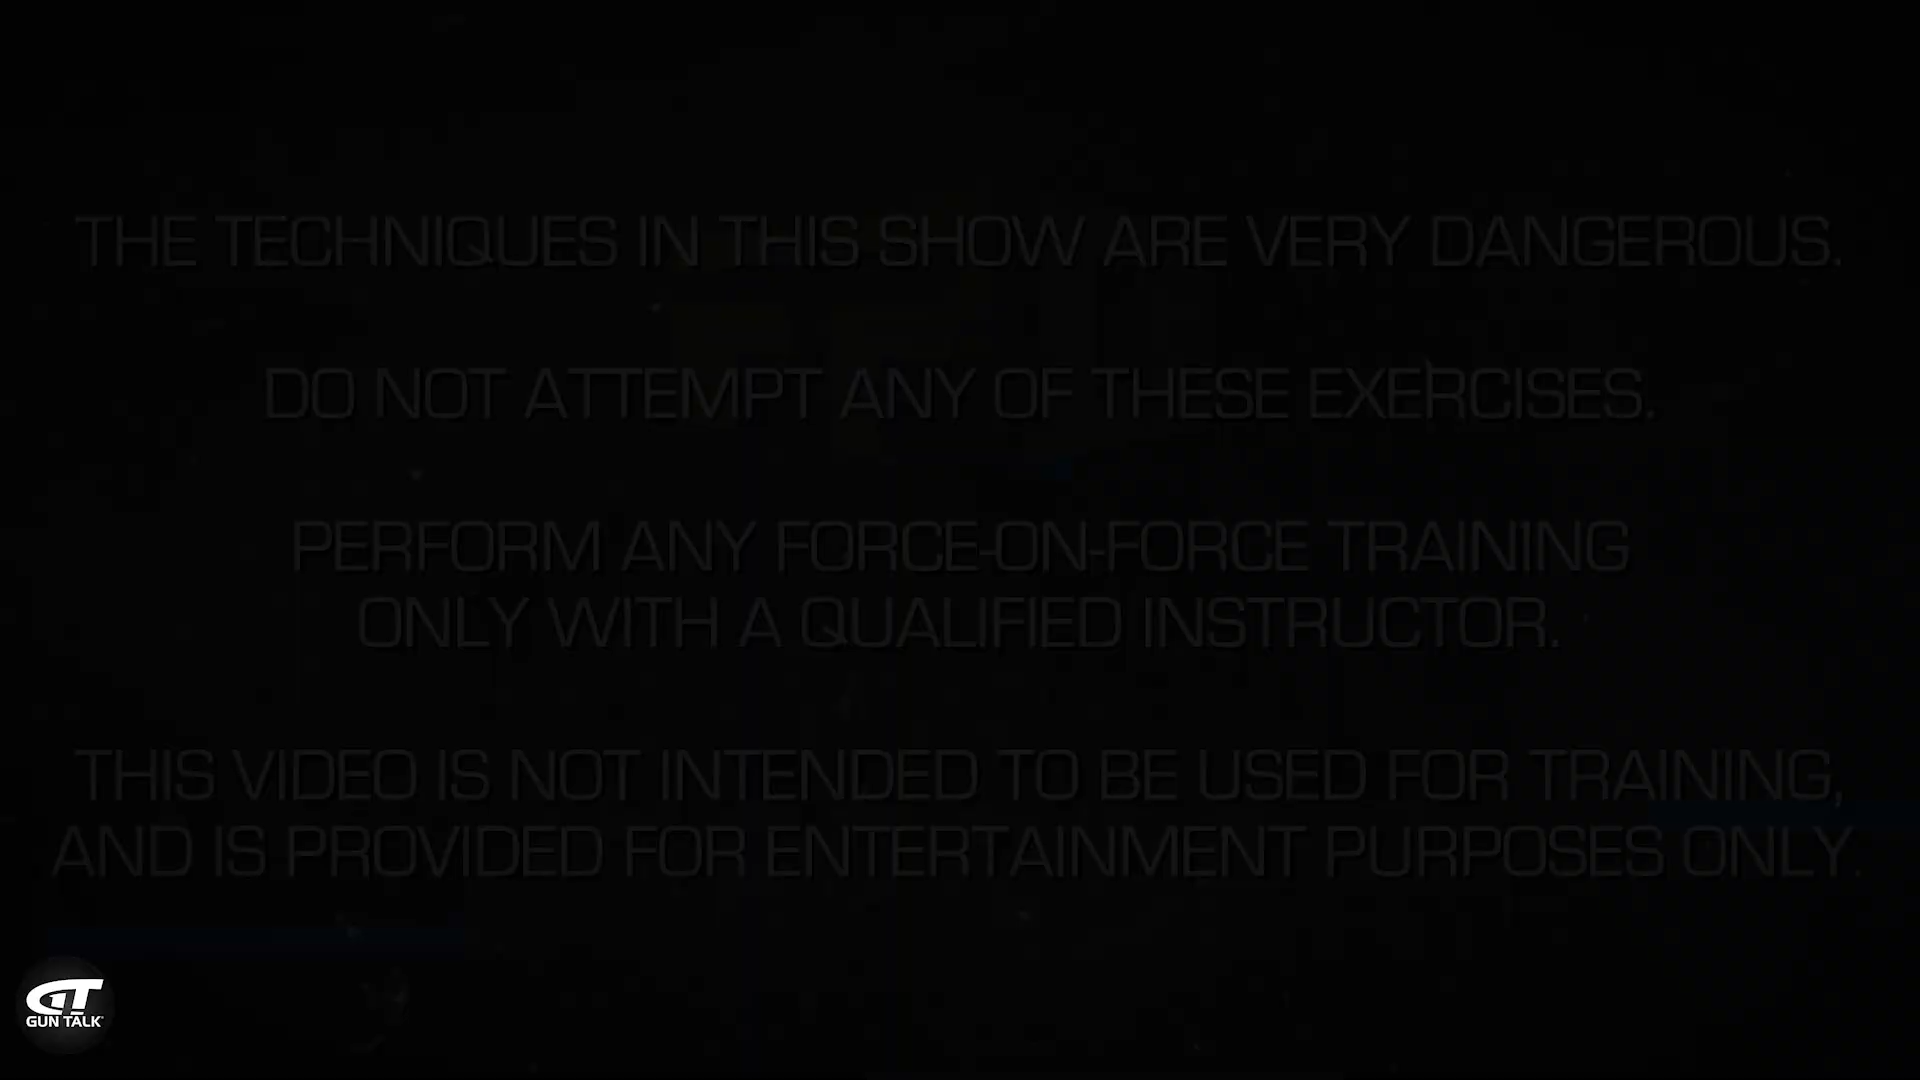 THE TECHNIQUES IN THIS SHOW ARE VERY DANGEROUS.
DO NOT ATTEMPT ANY OF THESE EXERCISES.
PERFORM ANY FORCE-ON-FORCE TRAINING
ONLY WITH A QUALIFIED INSTRUCTOR.
THIS VIDEO IS NOT INTENDED TO BE USED FOR TRAINING,
AND IS PROVIDED FOR ENTERTAINMENT PURPOSES ONLY.
GT
GUN TALK